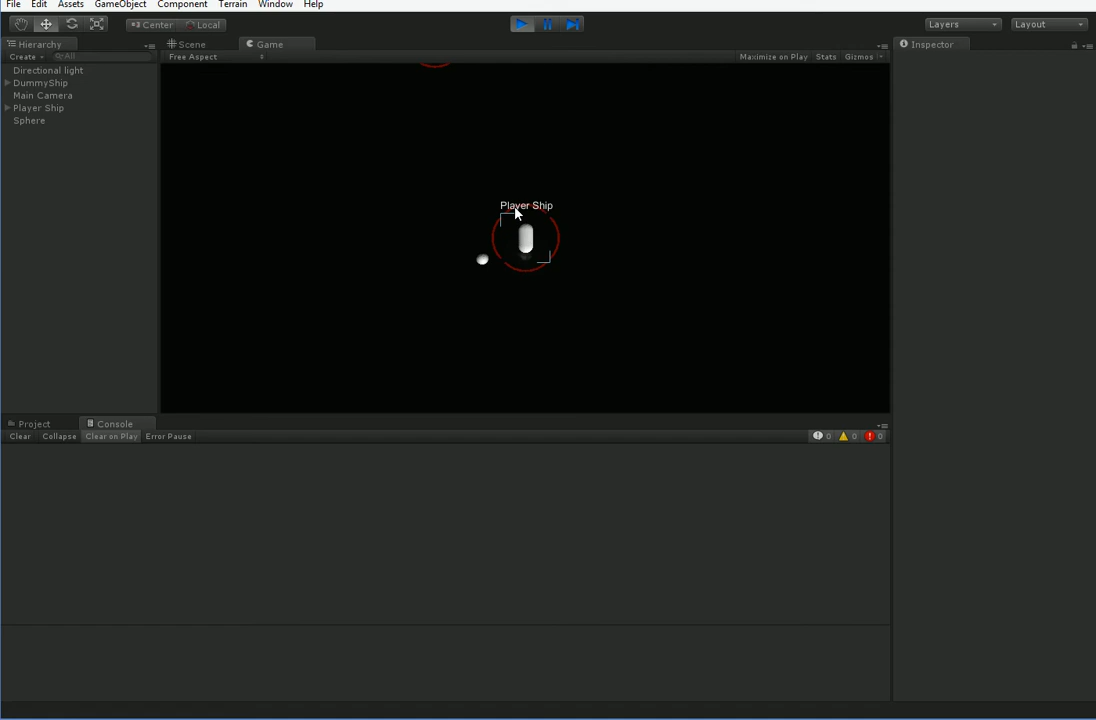 File Edit Assets GameObject Component Terrain Window Help
Center Local Layers Layout
Hierarchy Scene Game Inspector
Create All Free Aspect Maximize on Play Stats Gizmos
Directional light
DummyShip
Main Camera
Player Ship
Sphere
Player Ship
Project Console
Clear Collapse Clear on Play Error Pause 0 0 0